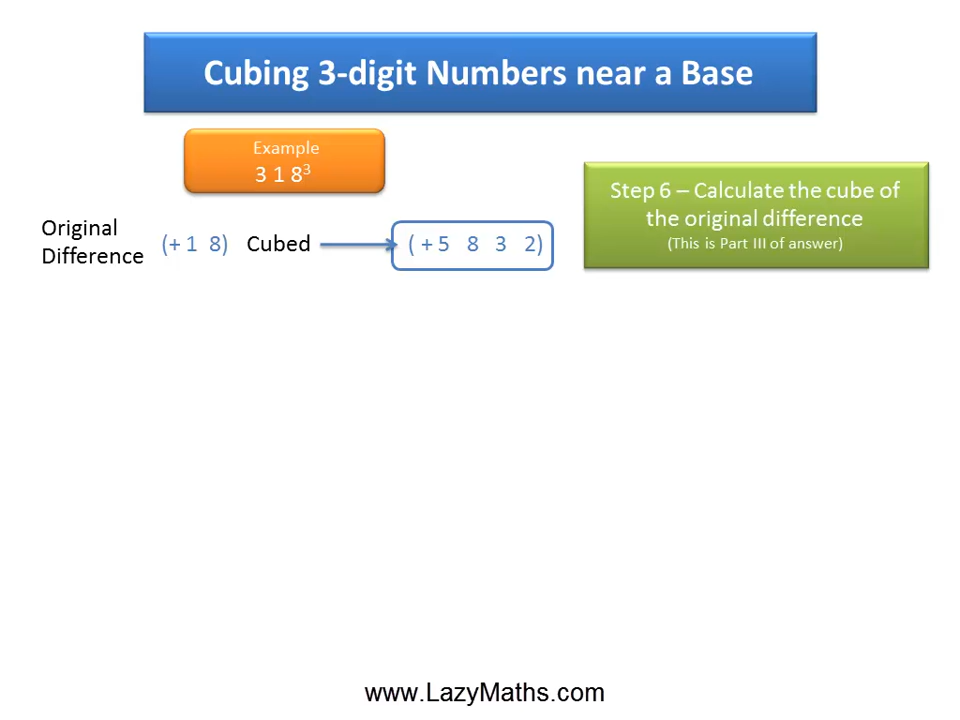 Cubing 3-digit Numbers near a Base
Example
3 1 8³
Step 6 – Calculate the cube of
the original difference
(This is Part III of answer)
Original
Difference
(+ 1 8) Cubed ( + 5 8 3 2)
www.LazyMaths.com